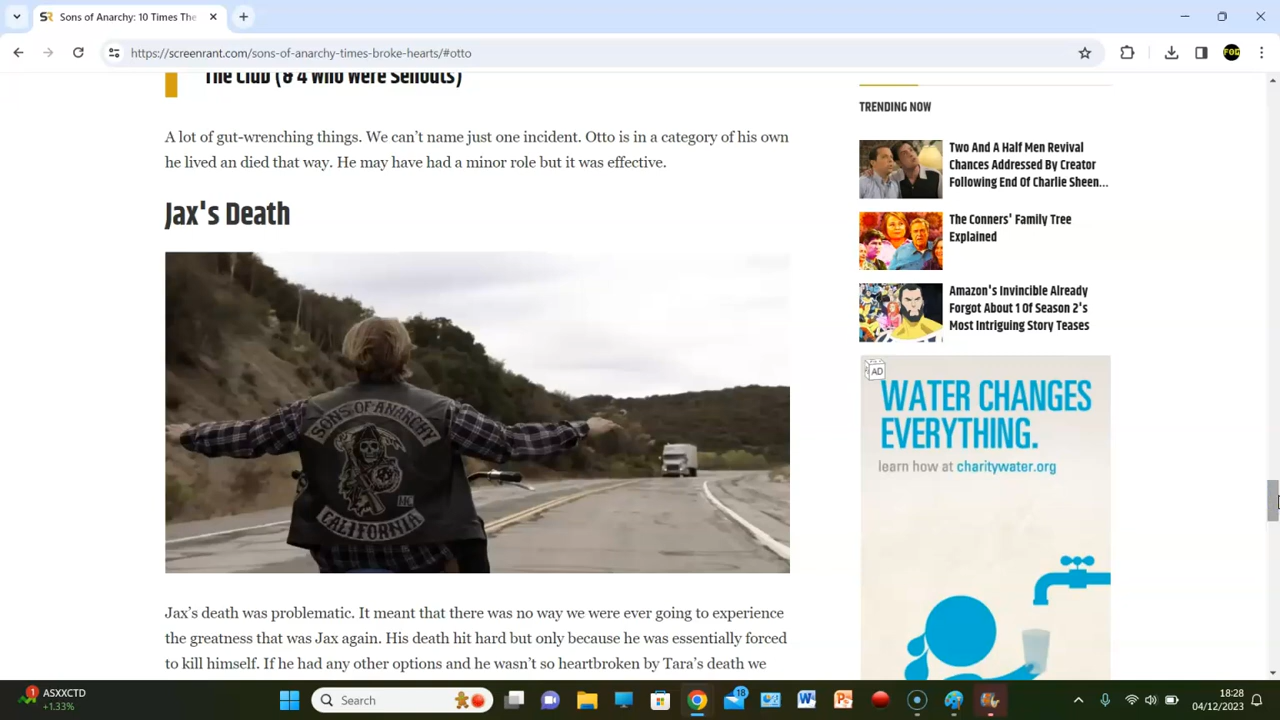 Sons of Anarchy: 10 Times The
https://screenrant.com/sons-of-anarchy-times-broke-hearts/#otto
The Club (& 4 Who Were Sellouts)
A lot of gut-wrenching things. We can't name just one incident. Otto is in a category of his own
he lived an died that way. He may have had a minor role but it was effective.
Jax's Death
SONS OF ANARCHY
MC
CALIFORNIA
Jax's death was problematic. It meant that there was no way we were ever going to experience
the greatness that was Jax again. His death hit hard but only because he was essentially forced
to kill himself. If he had any other options and he wasn't so heartbroken by Tara's death we
TRENDING NOW
Two And A Half Men Revival
Chances Addressed By Creator
Following End Of Charlie Sheen...
The Conners' Family Tree
Explained
Amazon's Invincible Already
Forgot About 1 Of Season 2's
Most Intriguing Story Teases
AD
WATER CHANGES
EVERYTHING.
learn how at charitywater.org
1
ASXXCTD
+1.33%
Search
18
18:28
04/12/2023